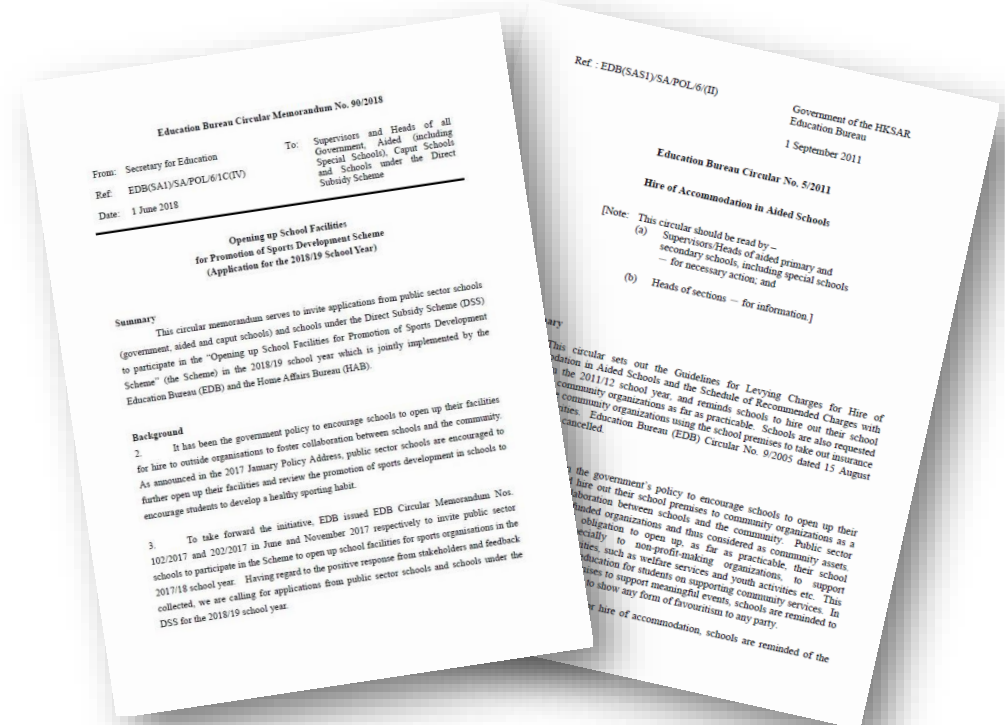 Education Bureau Circular Memorandum No. 90/2018
From: Secretary for Education
Ref: EDB(SA1)/SA/POL/6/1C(IV)
Date: 1 June 2018
To: Supervisors and Heads of all
Government, Aided (including
Special Schools), Caput Schools
and Schools under the Direct
Subsidy Scheme
Opening up School Facilities
for Promotion of Sports Development Scheme
(Application for the 2018/19 School Year)
Summary
This circular memorandum serves to invite applications from public sector schools
(government, aided and caput schools) and schools under the Direct Subsidy Scheme (DSS)
to participate in the “Opening up School Facilities for Promotion of Sports Development
Scheme” (the Scheme) in the 2018/19 school year which is jointly implemented by the
Education Bureau (EDB) and the Home Affairs Bureau (HAB).
Background
2. It has been the government policy to encourage schools to open up their facilities
for hire to outside organisations to foster collaboration between schools and the community.
As announced in the 2017 January Policy Address, public sector schools are encouraged to
further open up their facilities and review the promotion of sports development in schools to
encourage students to develop a healthy sporting habit.
3. To take forward the initiative, EDB issued EDB Circular Memorandum Nos.
102/2017 and 202/2017 in June and November 2017 respectively to invite public sector
schools to participate in the Scheme to open up school facilities for sports organisations in the
2017/18 school year. Having regard to the positive response from stakeholders and feedback
collected, we are calling for applications from public sector schools and schools under the
DSS for the 2018/19 school year.
Ref. : EDB(SAS1)/SA/POL/6/(II)
Government of the HKSAR
Education Bureau
1 September 2011
Education Bureau Circular No. 5/2011
Hire of Accommodation in Aided Schools
[Note: This circular should be read by –
(a) Supervisors/Heads of aided primary and
secondary schools, including special schools
— for necessary action; and
(b) Heads of sections — for information.]
This circular sets out the Guidelines for Levying Charges for Hire of
in Aided Schools and the Schedule of Recommended Charges with
the 2011/12 school year, and reminds schools to hire out their school
community organizations as far as practicable. Schools are also requested
community organizations using the school premises to take out insurance
Education Bureau (EDB) Circular No. 9/2005 dated 15 August
cancelled.
the government’s policy to encourage schools to open up their
hire out their school premises to community organizations as a
between schools and the community. Public sector
organizations and thus considered as community assets.
obligation to open up, as far as practicable, their school
to non-profit-making organizations, to support
such as welfare services and youth activities etc. This
education for students on supporting community services. In
to support meaningful events, schools are reminded to
to show any form of favouritism to any party.
hire of accommodation, schools are reminded of the